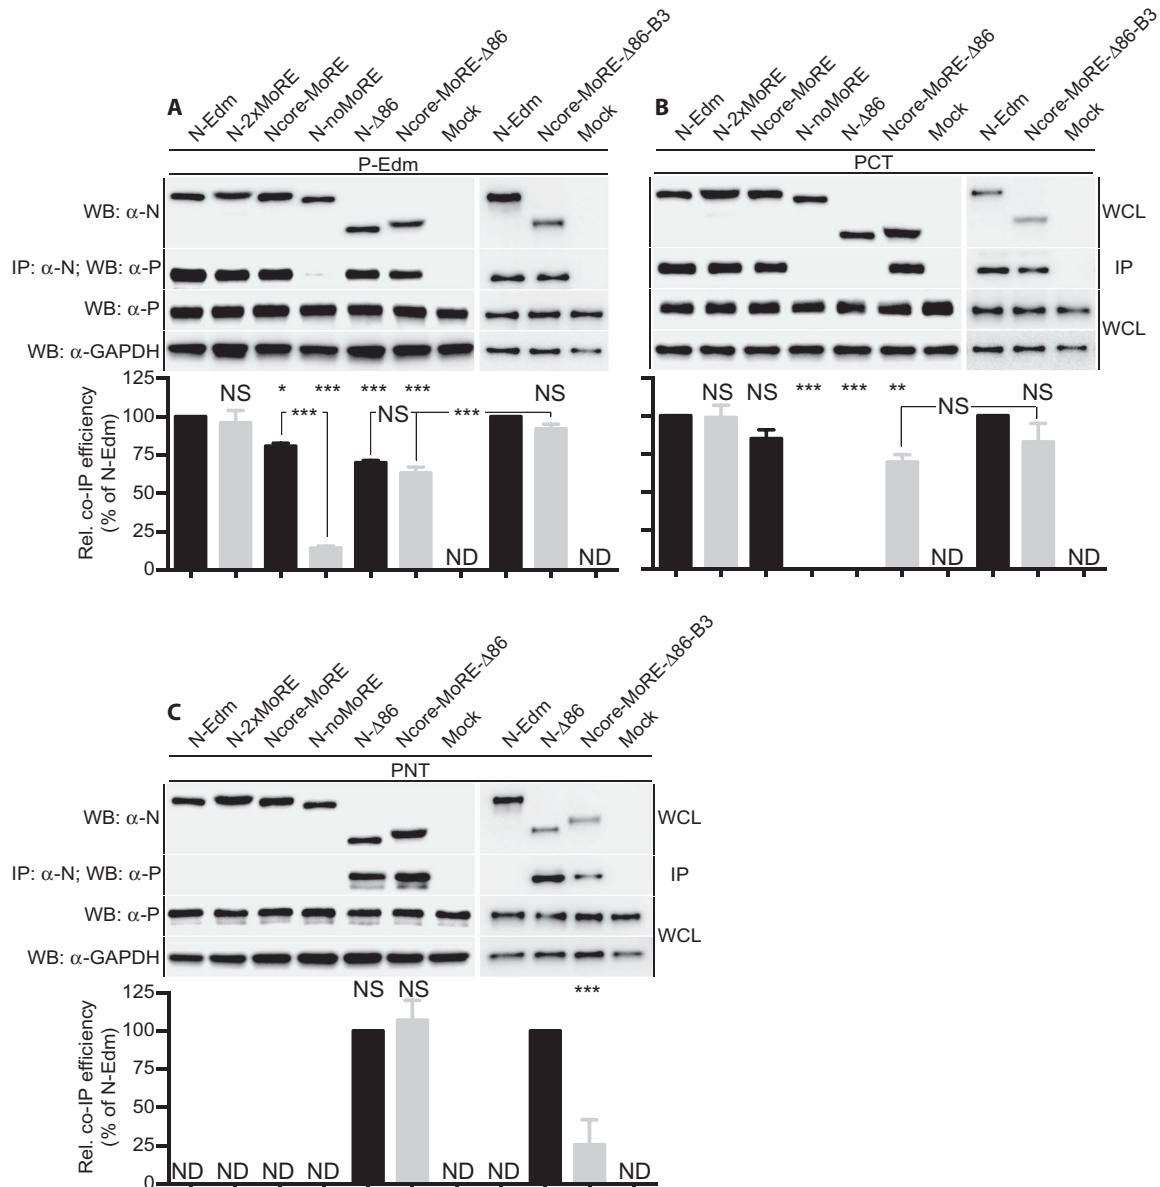 A
N-Edm
N-2xMoRE
Ncore-MoRE
N-noMoRE
N-Δ86
Ncore-MoRE-Δ86
Mock
N-Edm
Ncore-MoRE-Δ86-B3
Mock
P-Edm
WB: α-N
IP: α-N; WB: α-P
WB: α-P
WB: α-GAPDH
Rel. co-IP efficiency
(% of N-Edm)
125
100
75
50
25
0
NS * *** *** *** NS
*** NS ***
ND ND
B
N-Edm
N-2xMoRE
Ncore-MoRE
N-noMoRE
N-Δ86
Ncore-MoRE-Δ86
Mock
N-Edm
Ncore-MoRE-Δ86-B3
Mock
PCT
WCL
IP
WCL
NS NS *** *** ** NS
NS
ND ND
C
N-Edm
N-2xMoRE
Ncore-MoRE
N-noMoRE
N-Δ86
Ncore-MoRE-Δ86
Mock
N-Edm
N-Δ86
Ncore-MoRE-Δ86-B3
Mock
PNT
WB: α-N
IP: α-N; WB: α-P
WB: α-P
WB: α-GAPDH
WCL
IP
WCL
Rel. co-IP efficiency
(% of N-Edm)
125
100
75
50
25
0
NS NS ***
ND ND ND ND ND ND ND